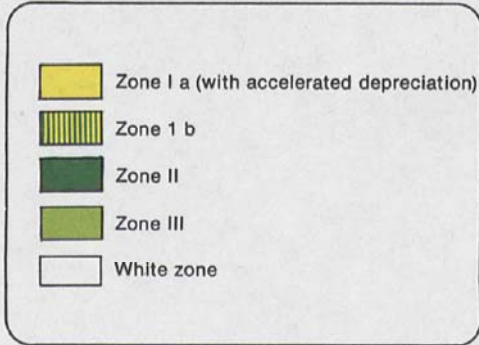 Zone I a (with accelerated depreciation)
Zone 1 b
Zone II
Zone III
White zone